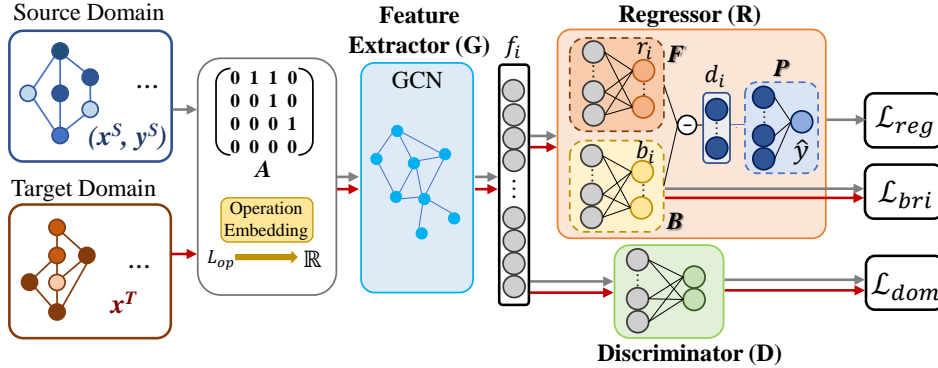 Source Domain
...
(x^S, y^S)
Target Domain
...
x^T
0 1 1 0
0 0 1 0
0 0 0 1
0 0 0 0
A
Operation
Embedding
L_op ℝ
Feature
Extractor (G)
GCN
f_i
Regressor (R)
r_i F
b_i
B
−
d_i
P
ŷ
Discriminator (D)
ℒ_reg
ℒ_bri
ℒ_dom